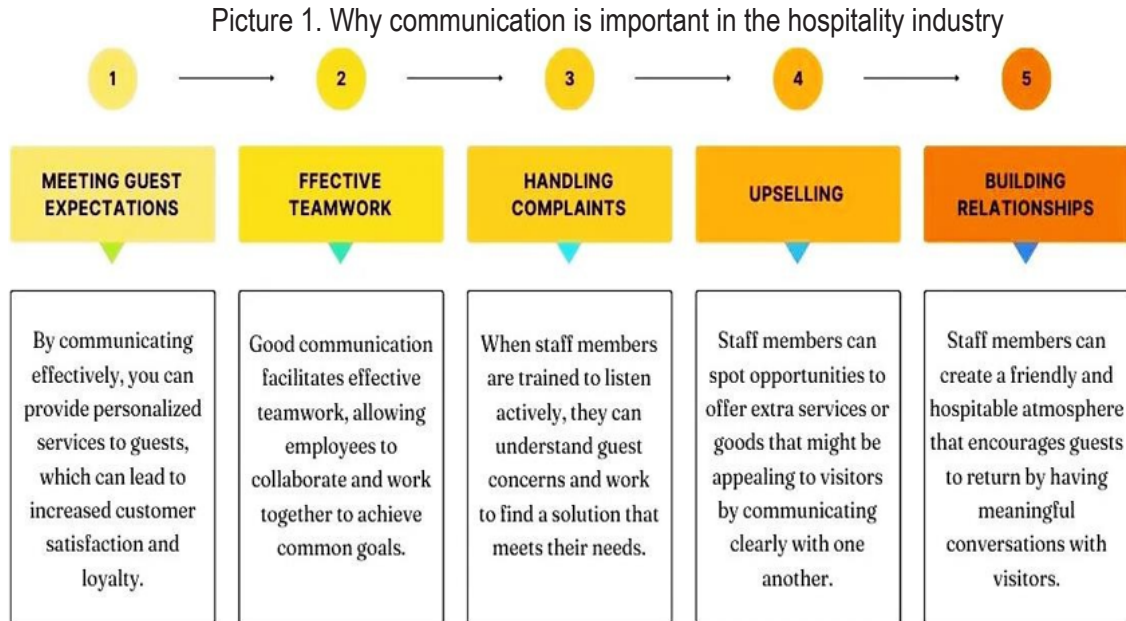 Picture 1. Why communication is important in the hospitality industry
1
2
3
4
5
MEETING GUEST
EXPECTATIONS
FFECTIVE
TEAMWORK
HANDLING
COMPLAINTS
UPSELLING
BUILDING
RELATIONSHIPS
By communicating
effectively, you can
provide personalized
services to guests,
which can lead to
increased customer
satisfaction and
loyalty.
Good communication
facilitates effective
teamwork, allowing
employees to
collaborate and work
together to achieve
common goals.
When staff members
are trained to listen
actively, they can
understand guest
concerns and work
to find a solution that
meets their needs.
Staff members can
spot opportunities to
offer extra services or
goods that might be
appealing to visitors
by communicating
clearly with one
another.
Staff members can
create a friendly and
hospitable atmosphere
that encourages guests
to return by having
meaningful
conversations with
visitors.